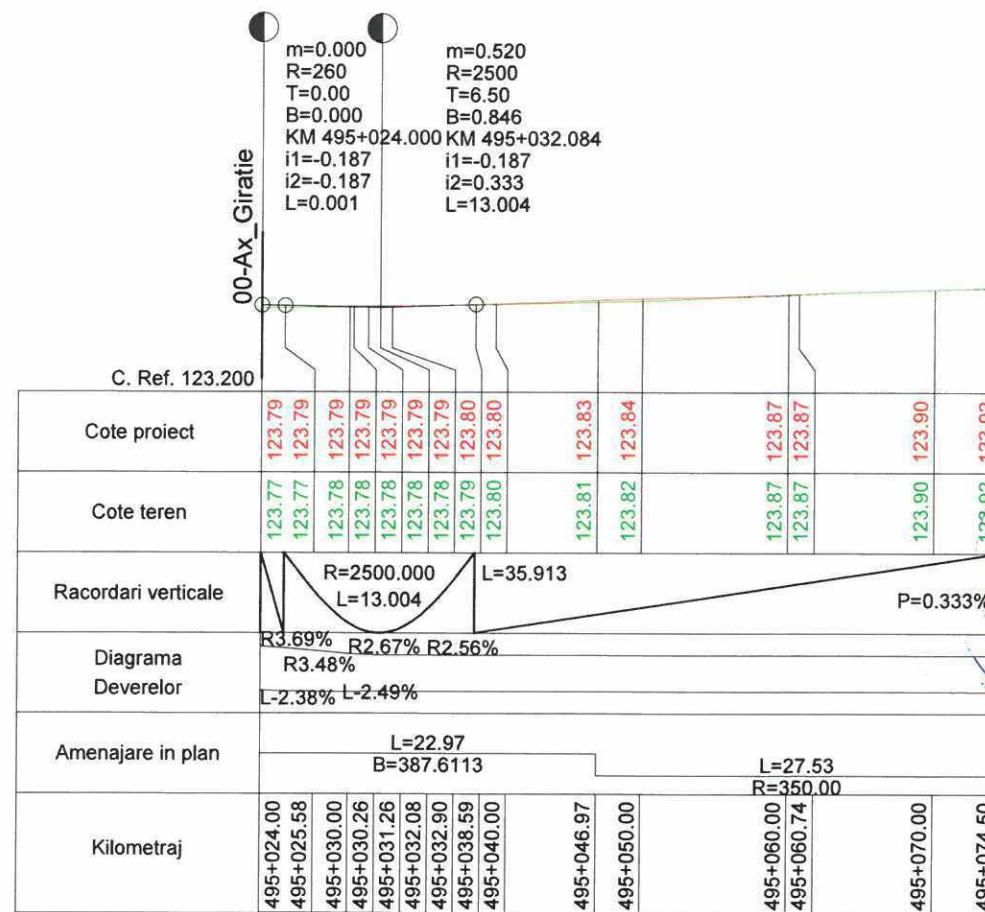 m=0.000
R=260
T=0.00
B=0.000
KM 495+024.000
i1=-0.187
i2=-0.187
L=0.001
m=0.520
R=2500
T=6.50
B=0.846
KM 495+032.084
i1=-0.187
i2=0.333
L=13.004
00-Ax_Giratie
C. Ref. 123.200
Cote proiect
123.79 123.79 123.79 123.79 123.79 123.79 123.79 123.80 123.80 123.83 123.84 123.87 123.87 123.90
Cote teren
123.77 123.77 123.78 123.78 123.78 123.78 123.78 123.79 123.80 123.81 123.82 123.87 123.87 123.90 123.92
Racordari verticale
R=2500.000
L=13.004
L=35.913
P=0.333%
Diagrama
Deverelor
R3.69%
R3.48%
R2.67% R2.56%
L-2.38% L-2.49%
Amenajare in plan
L=22.97
B=387.6113
L=27.53
R=350.00
Kilometraj
495+024.00 495+025.58 495+030.00 495+030.26 495+031.26 495+032.08 495+032.90 495+038.59 495+040.00 495+046.97 495+050.00 495+060.00 495+060.74 495+070.00 495+074.50